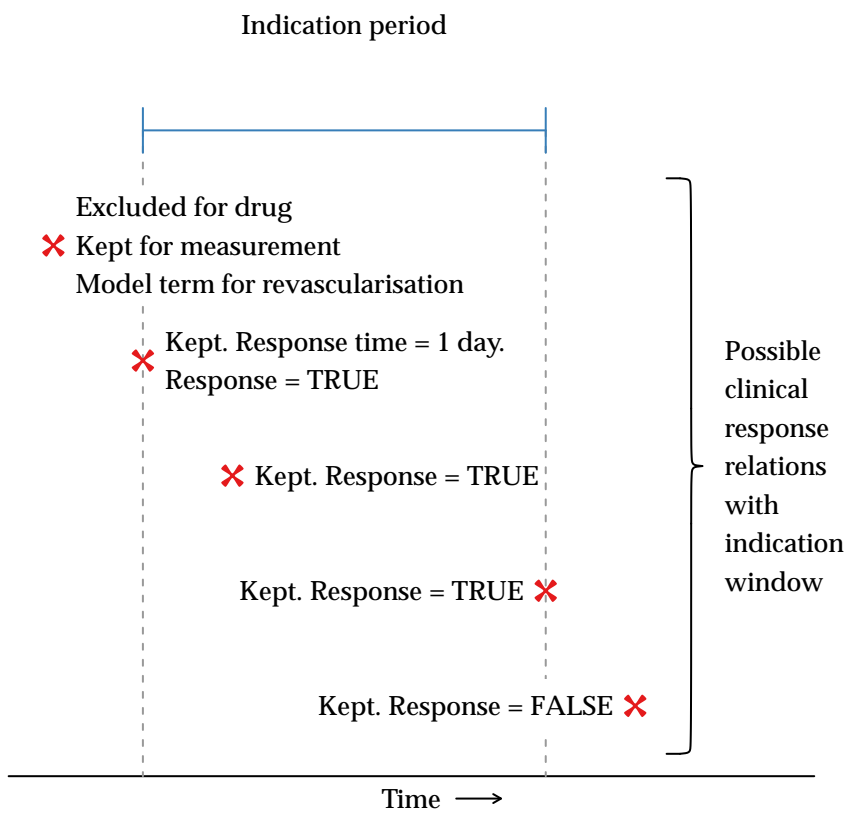 Indication period
Excluded for drug
Kept for measurement
Model term for revascularisation
Kept. Response time = 1 day.
Response = TRUE
Kept. Response = TRUE
Kept. Response = TRUE
Kept. Response = FALSE
Possible
clinical
response
relations
with
indication
window
Time ⟶